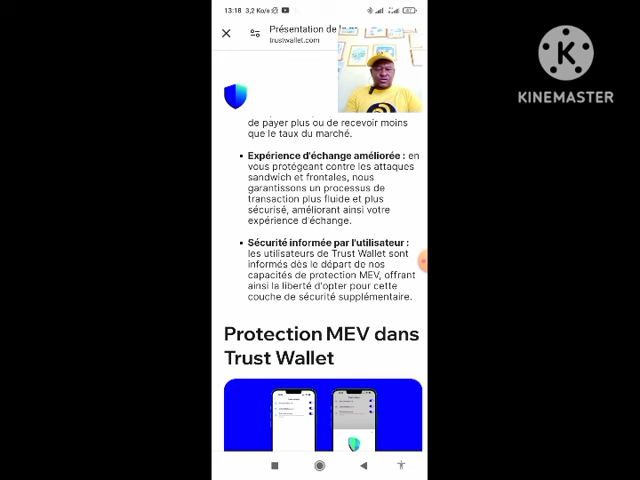 13:18 3,2 Ko/s
Présentation de
trustwallet.com
KINEMASTER
de payer plus ou de recevoir moins
que le taux du marché.
• Expérience d'échange améliorée : en
vous protégeant contre les attaques
sandwich et frontales, nous
garantissons un processus de
transaction plus fluide et plus
sécurisé, améliorant ainsi votre
expérience d'échange.
• Sécurité informée par l'utilisateur :
les utilisateurs de Trust Wallet sont
informés dès le départ de nos
capacités de protection MEV, offrant
ainsi la liberté d'opter pour cette
couche de sécurité supplémentaire.
Protection MEV dans
Trust Wallet